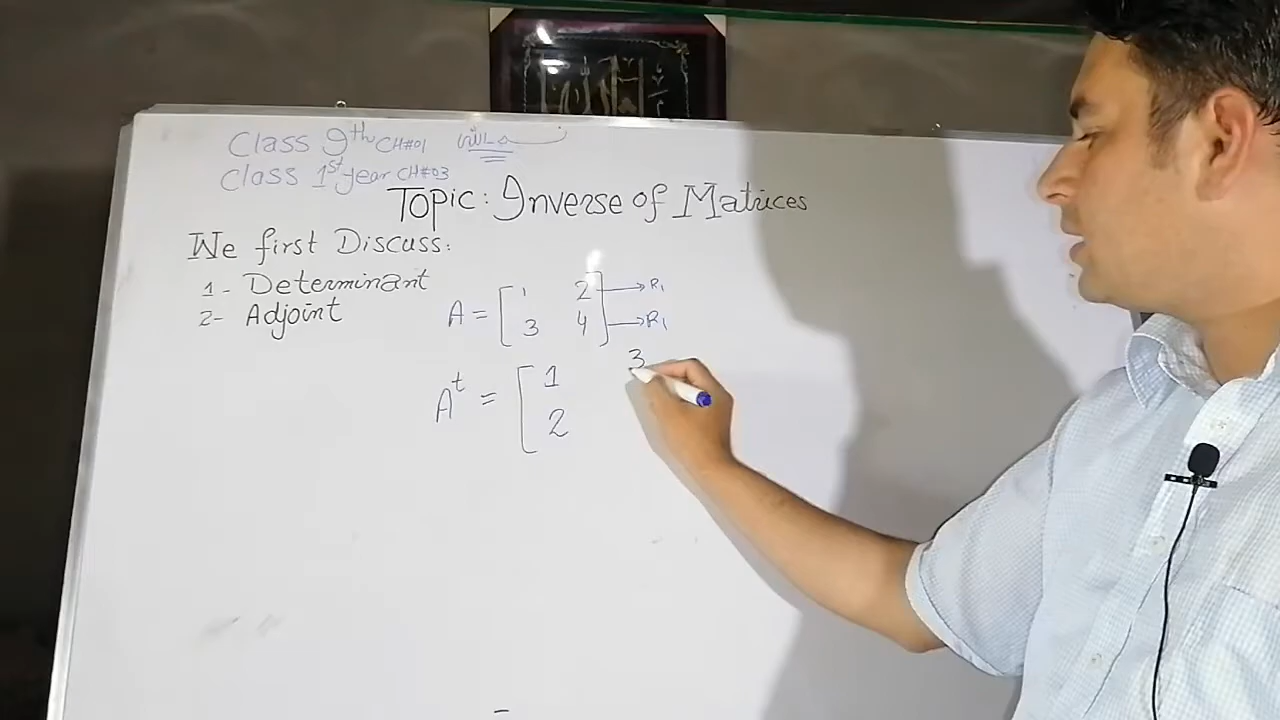 Class 9th CH#01
Class 1st year CH#03
Topic: Inverse of Matrices
We first Discuss:
1- Determinant
2- Adjoint
A = [ 1 2 ] → R1
[ 3 4 ] → R1
A^t = [ 1 3
2